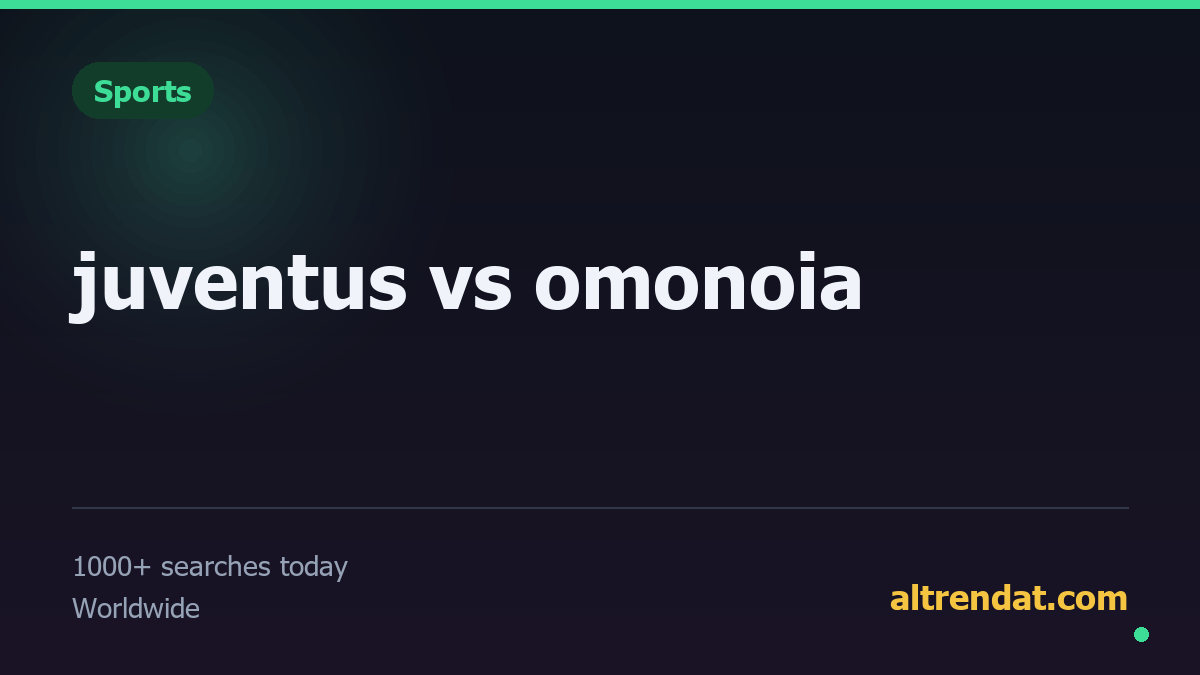 Sports
juventus vs omonoia
1000+ searches today
Worldwide
altrendat.com